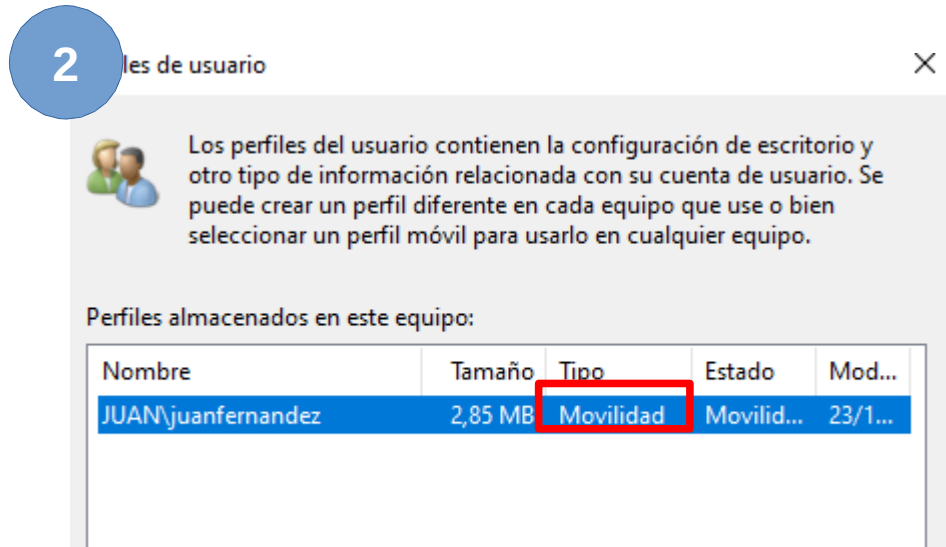 2
les de usuario
Los perfiles del usuario contienen la configuración de escritorio y
otro tipo de información relacionada con su cuenta de usuario. Se
puede crear un perfil diferente en cada equipo que use o bien
seleccionar un perfil móvil para usarlo en cualquier equipo.
Perfiles almacenados en este equipo:
Nombre Tamaño Tipo Estado Mod...
JUAN\juanfernandez 2,85 MB Movilidad Movilid... 23/1...